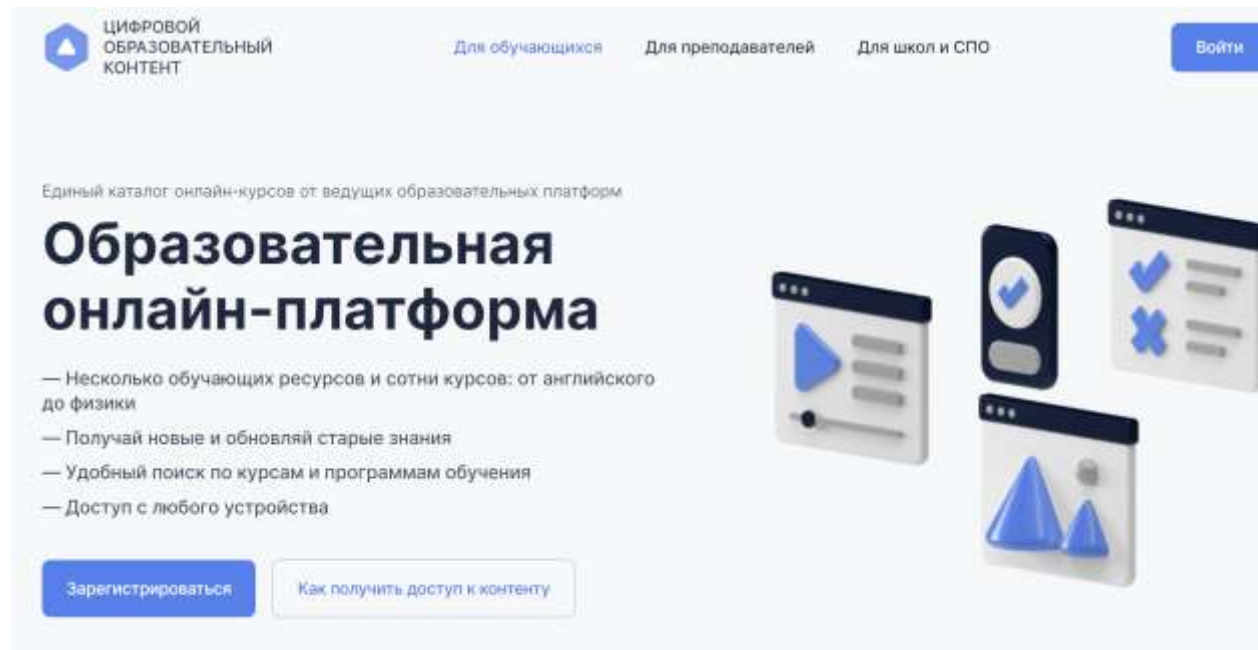 ЦИФРОВОЙ
ОБРАЗОВАТЕЛЬНЫЙ
КОНТЕНТ
Для обучающихся
Для преподавателей
Для школ и СПО
Войти
Единый каталог онлайн-курсов от ведущих образовательных платформ
Образовательная
онлайн-платформа
— Несколько обучающих ресурсов и сотни курсов: от английского
до физики
— Получай новые и обновляй старые знания
— Удобный поиск по курсам и программам обучения
— Доступ с любого устройства
Зарегистрироваться
Как получить доступ к контенту